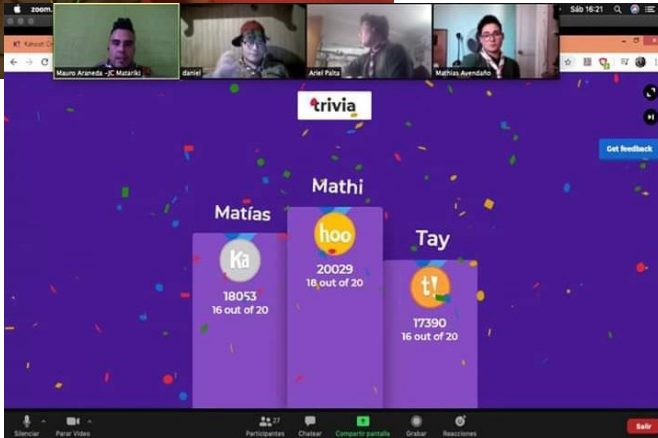 zoom.
Sáb 16:21
Mauro Araneda -JC Matariki
daniel
Ariel Palta
Mathias Avendaño
trivia
Get feedback
Mathi
Matías
Tay
hoo
Ka
t!
20029
18 out of 20
18053
16 out of 20
17390
16 out of 20
27
Silenciar
Parar Video
Participantes
Chatear
Compartir pantalla
Grabar
Reacciones
Salir